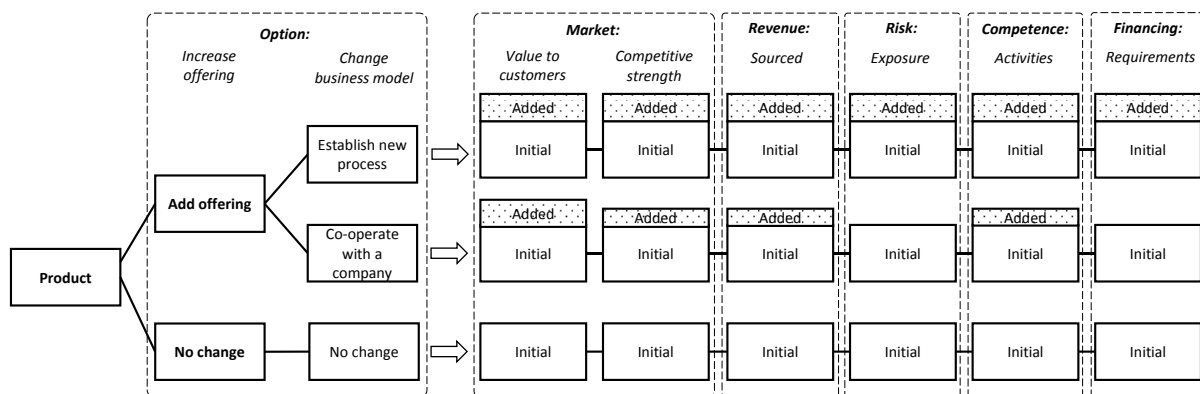 Option:
Increase
offering
Change
business model
Market:
Value to
customers
Competitive
strength
Revenue:
Sourced
Risk:
Exposure
Competence:
Activities
Financing:
Requirements
Product
Add offering
Establish new
process
Added
Initial
Added
Initial
Added
Initial
Added
Initial
Added
Initial
Added
Initial
Co-operate
with a
company
Added
Initial
Added
Initial
Added
Initial
Initial
Added
Initial
Initial
No change
No change
Initial
Initial
Initial
Initial
Initial
Initial